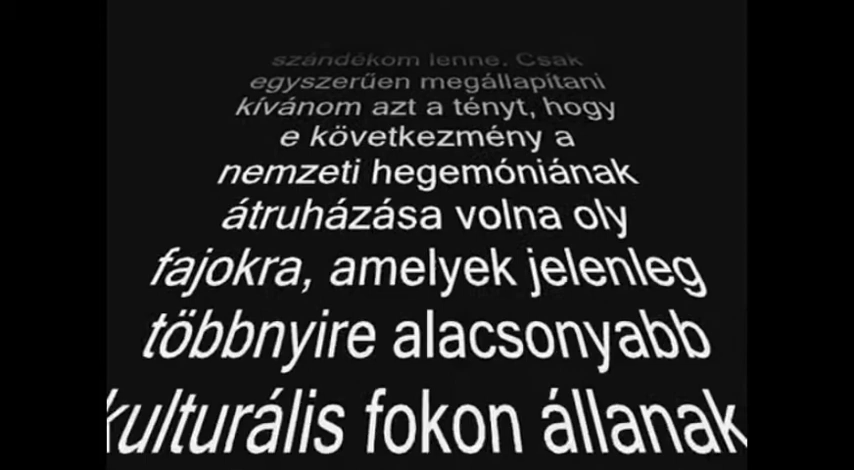 szándékom lenne. Csak
egyszerűen megállapítani
kívánom azt a tényt, hogy
e következmény a
nemzeti hegemóniának
átruházása volna oly
fajokra, amelyek jelenleg
többnyire alacsonyabb
kulturális fokon állanak